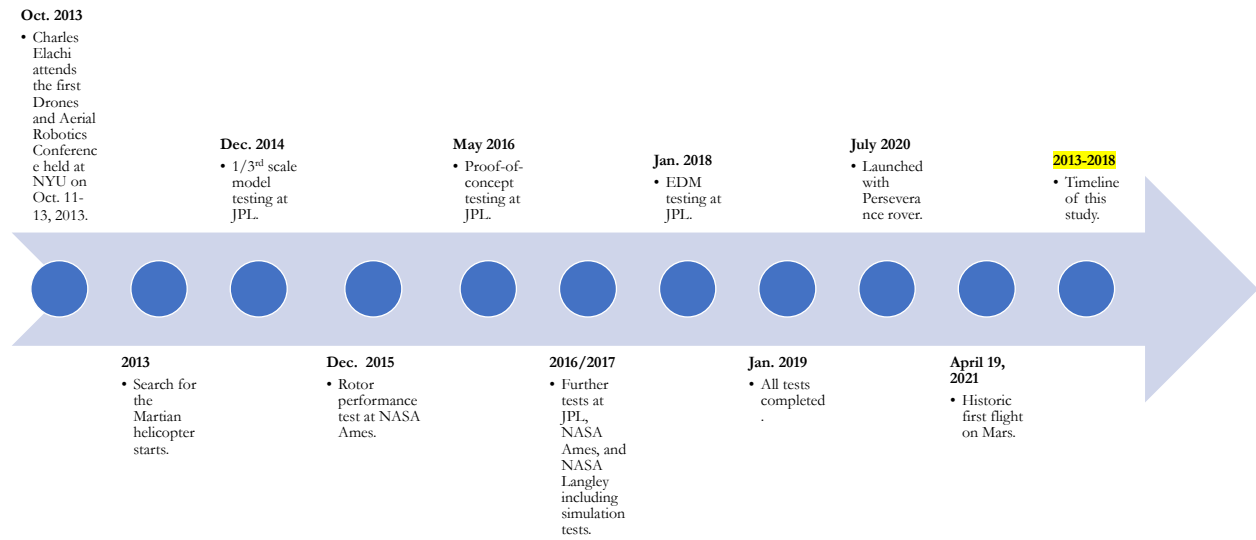 Oct. 2013
• Charles
Elachi
attends
the first
Drones
and Aerial
Robotics
Conferenc
e held at
NYU on
Oct. 11-
13, 2013.
2013
• Search for
the
Martian
helicopter
starts.
Dec. 2014
• 1/3rd scale
model
testing at
JPL.
Dec. 2015
• Rotor
performance
test at NASA
Ames.
May 2016
• Proof-of-
concept
testing at
JPL.
2016/2017
• Further
tests at
JPL,
NASA
Ames, and
NASA
Langley
including
simulation
tests.
Jan. 2018
• EDM
testing at
JPL.
Jan. 2019
• All tests
completed
.
July 2020
• Launched
with
Persevera
nce rover.
April 19,
2021
• Historic
first flight
on Mars.
2013-2018
• Timeline
of this
study.